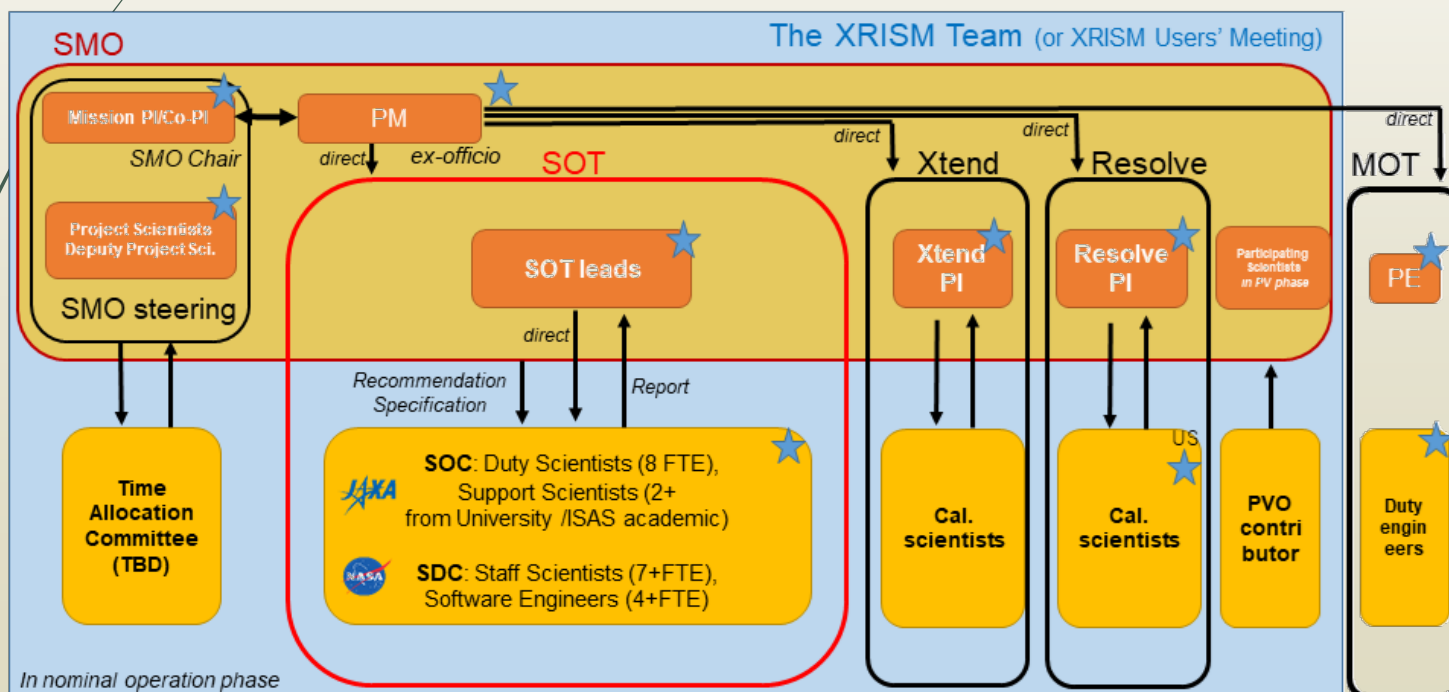 SMO
The XRISM Team (or XRISM Users' Meeting)
Mission PI/Co-PI
SMO Chair
PM
direct
ex-officio
direct
direct
direct
SOT
Xtend
Resolve
MOT
Project Scientists
Deputy Project Sci.
SMO steering
SOT leads
Xtend
PI
Resolve
PI
Participating
Scientists
in PV phase
PE
direct
Recommendation
Specification
Report
Time
Allocation
Committee
(TBD)
JAXA
SOC: Duty Scientists (8 FTE),
Support Scientists (2+
from University /ISAS academic)
NASA
SDC: Staff Scientists (7+FTE),
Software Engineers (4+FTE)
Cal.
scientists
US
Cal.
scientists
PVO
contri
butor
Duty
engin
eers
In nominal operation phase